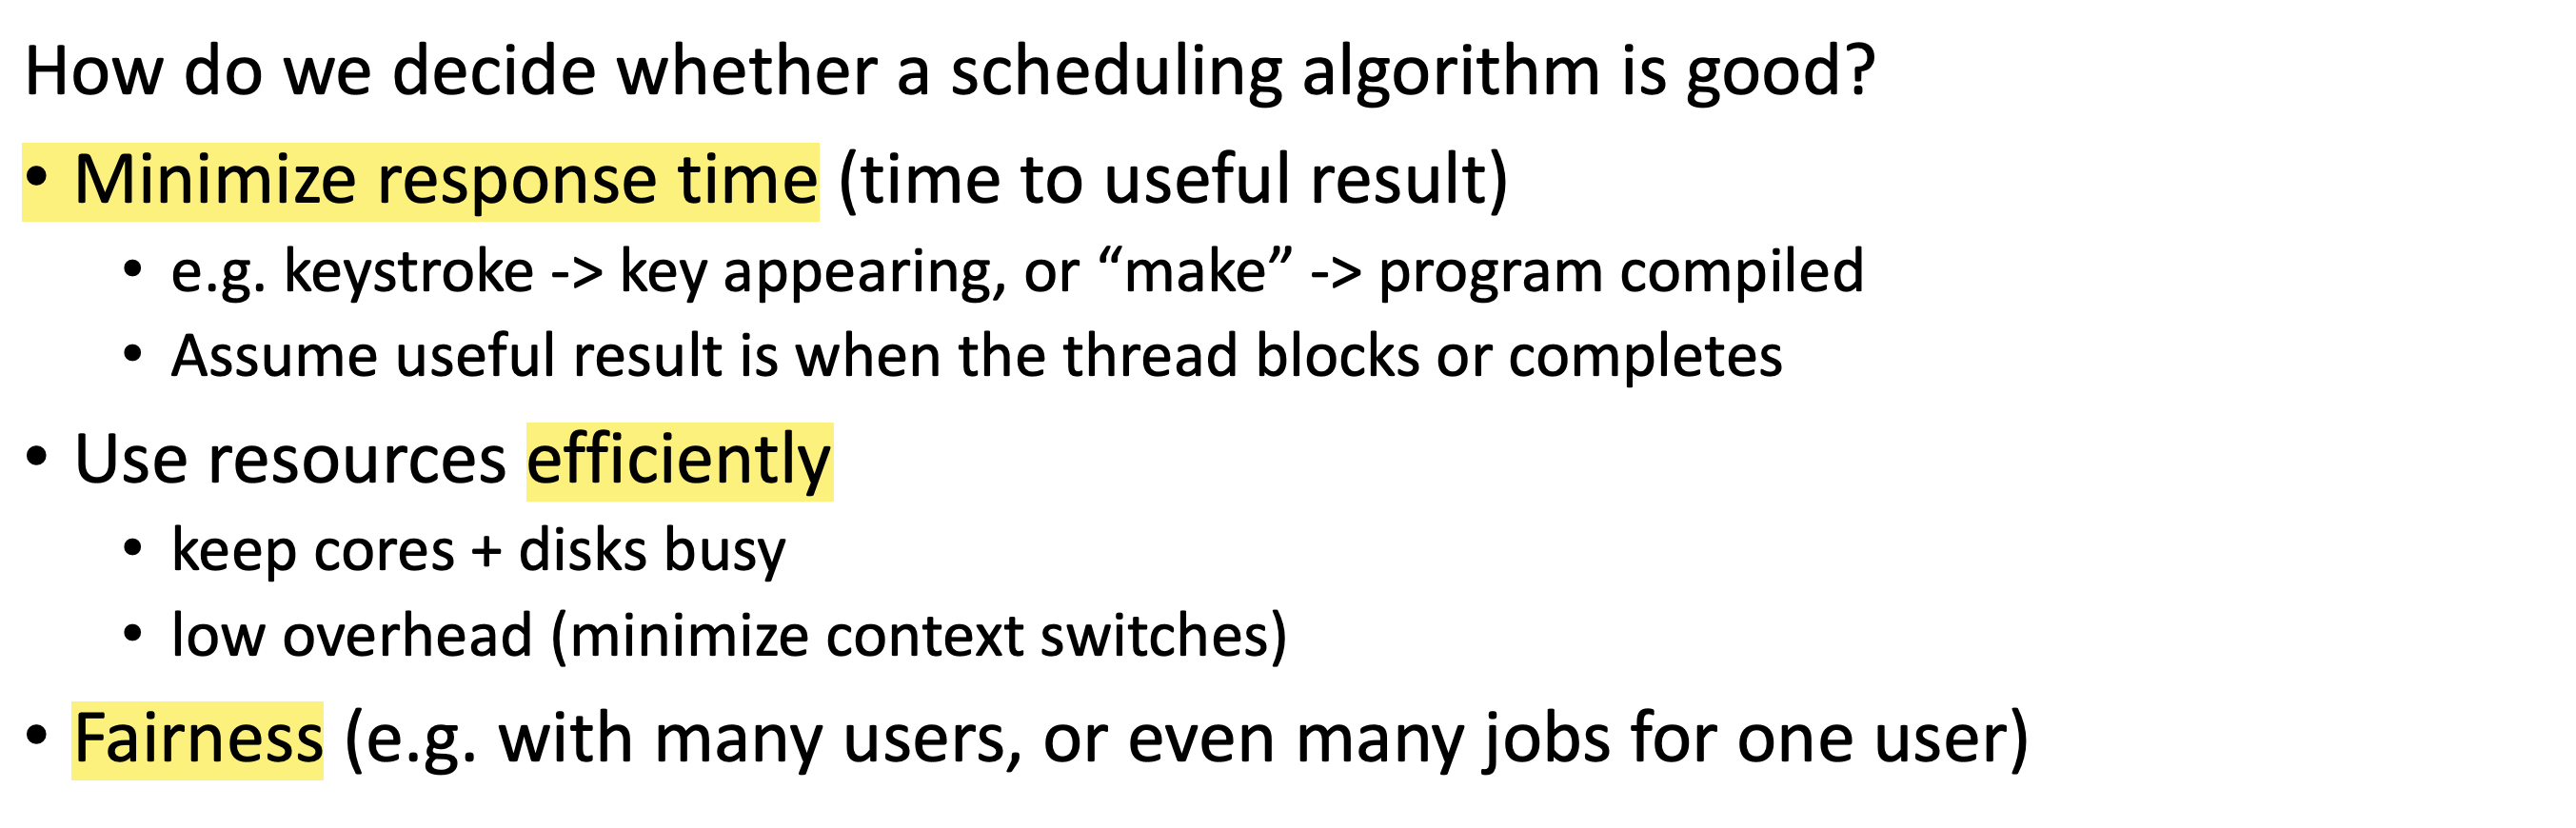 How do we decide whether a scheduling algorithm is good?
• Minimize response time (time to useful result)
• e.g. keystroke -> key appearing, or “make” -> program compiled
• Assume useful result is when the thread blocks or completes
• Use resources efficiently
• keep cores + disks busy
• low overhead (minimize context switches)
• Fairness (e.g. with many users, or even many jobs for one user)